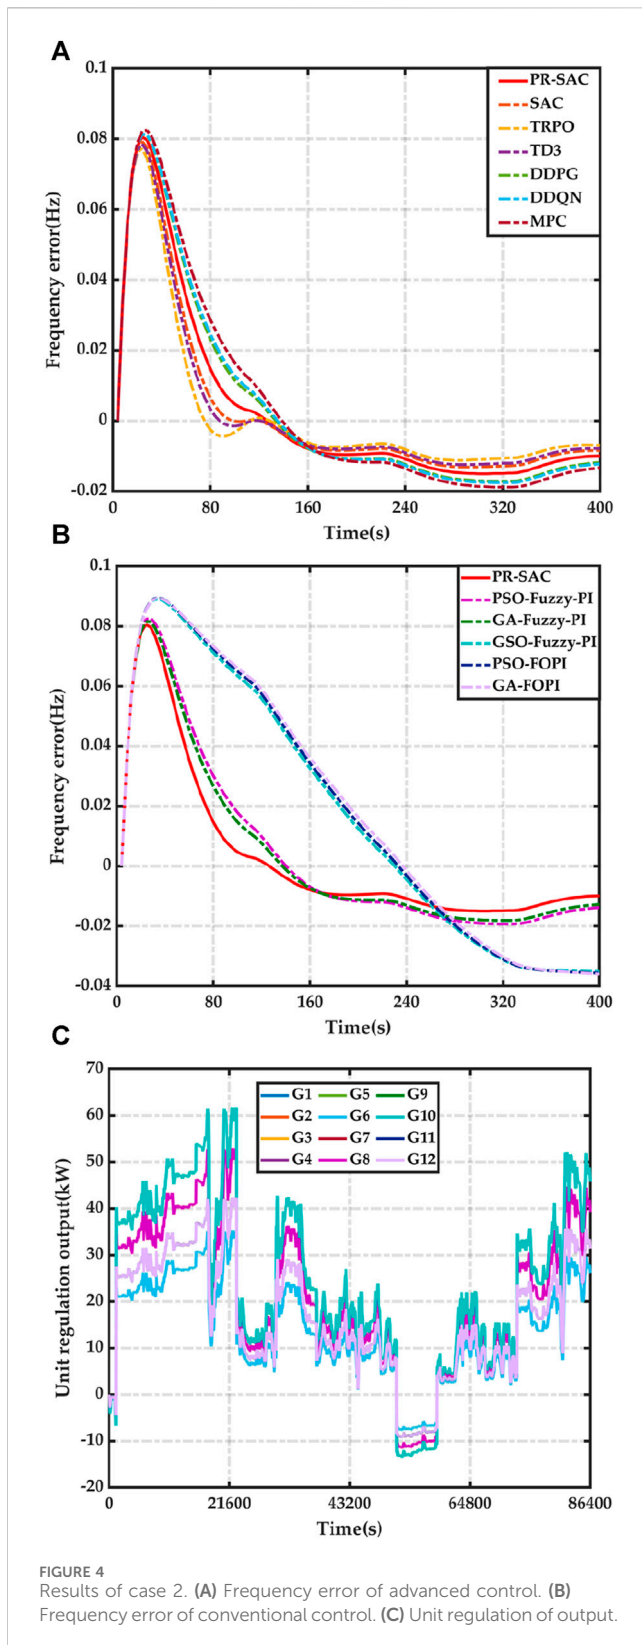 A
0.1
0.080
0.06
0.04
0.02
0
-0.02
Frequency error(Hz)
PR-SAC
SAC
TRPO
TD3
DDPG
DDQN
MPC
0 80 160 240 320 400
Time(s)
B
0.1
0.080
0.06
0.04
0.02
0
-0.02
-0.04
Frequency error(Hz)
PR-SAC
PSO-Fuzzy-PI
GA-Fuzzy-PI
GSO-Fuzzy-PI
PSO-FOPI
GA-FOPI
0 80 160 240 320 400
Time(s)
C
70
60
50
40
30
20
10
0
-10
-20
Unit regulation output(kW)
G1 G5 G9
G2 G6 G10
G3 G7 G11
G4 G8 G12
0 21600 43200 64800 86400
Time(s)
FIGURE 4
Results of case 2. (A) Frequency error of advanced control. (B)
Frequency error of conventional control. (C) Unit regulation of output.